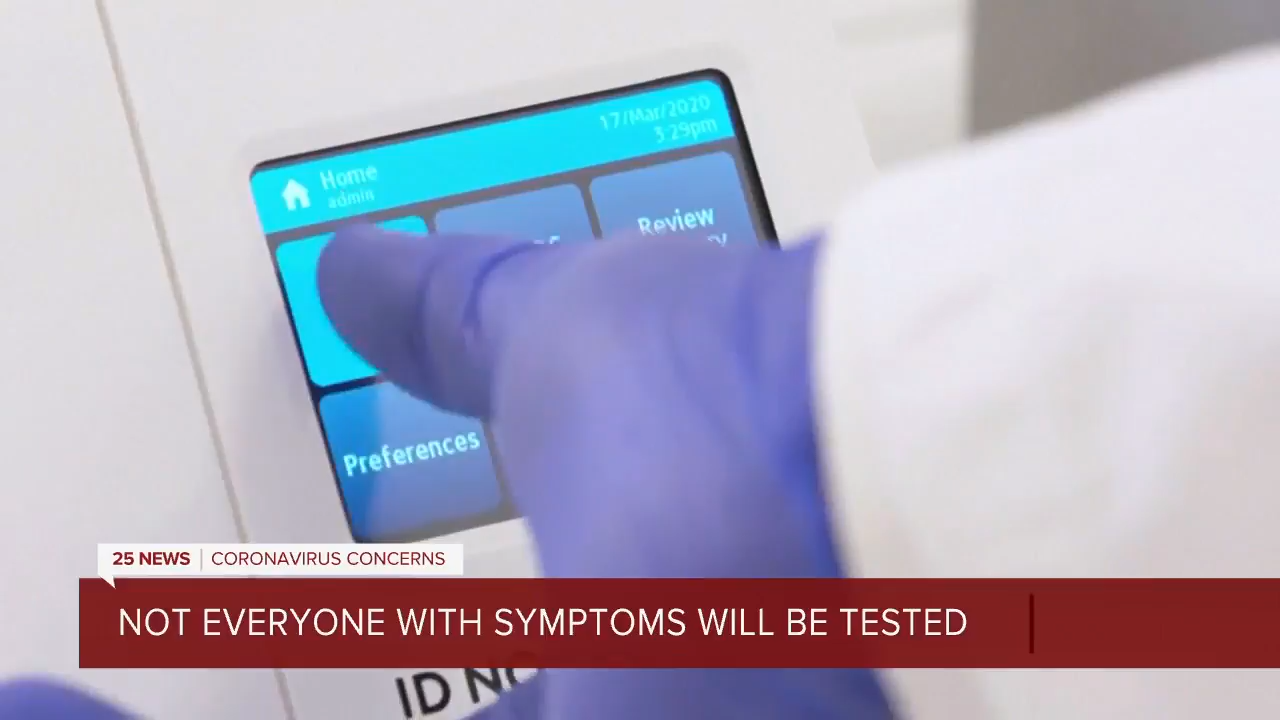 17/Mar/2020
3:29pm
Home
admin
Review
Preferences
25 NEWS | CORONAVIRUS CONCERNS
NOT EVERYONE WITH SYMPTOMS WILL BE TESTED
ID